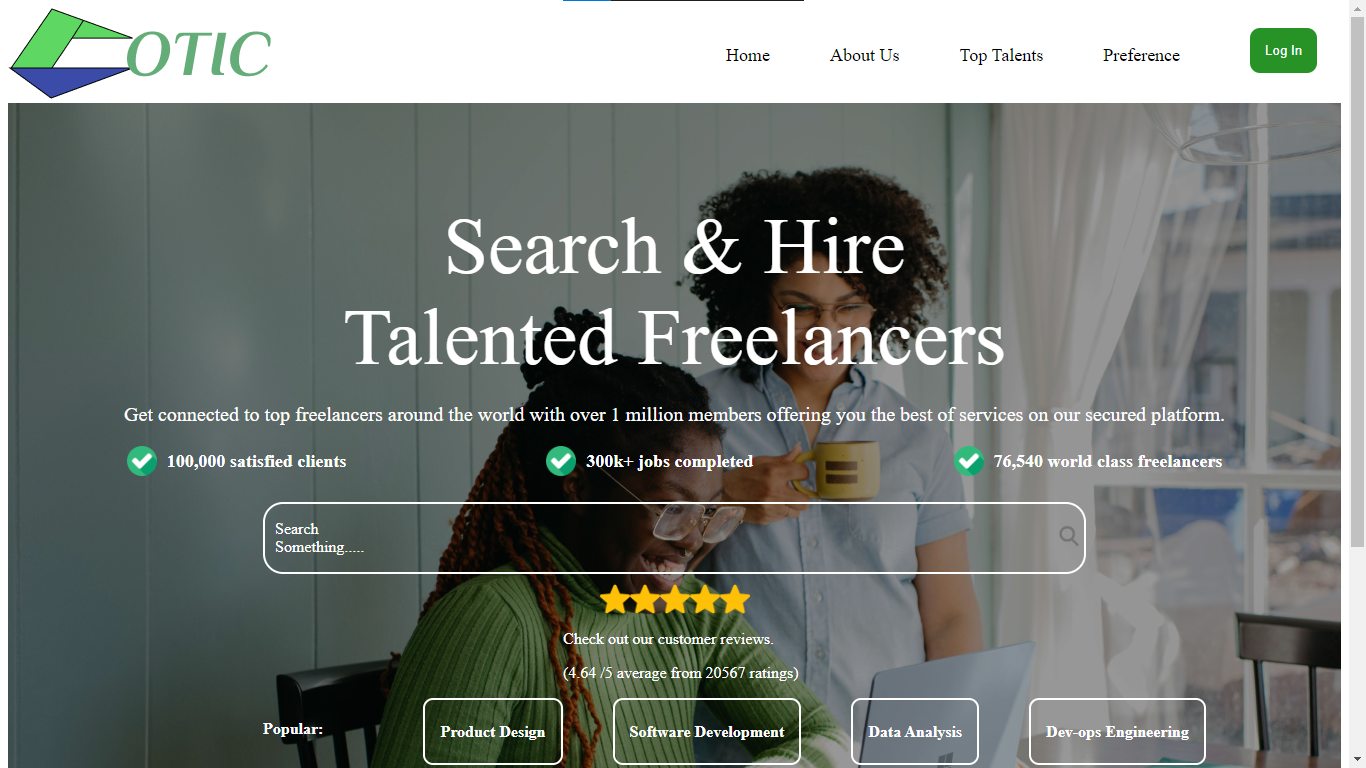 OTIC
Home
About Us
Top Talents
Preference
Log In
Search & Hire
Talented Freelancers
Get connected to top freelancers around the world with over 1 million members offering you the best of services on our secured platform.
100,000 satisfied clients
300k+ jobs completed
76,540 world class freelancers
Search
Something.....
Check out our customer reviews.
(4.64 /5 average from 20567 ratings)
Popular:
Product Design
Software Development
Data Analysis
Dev-ops Engineering